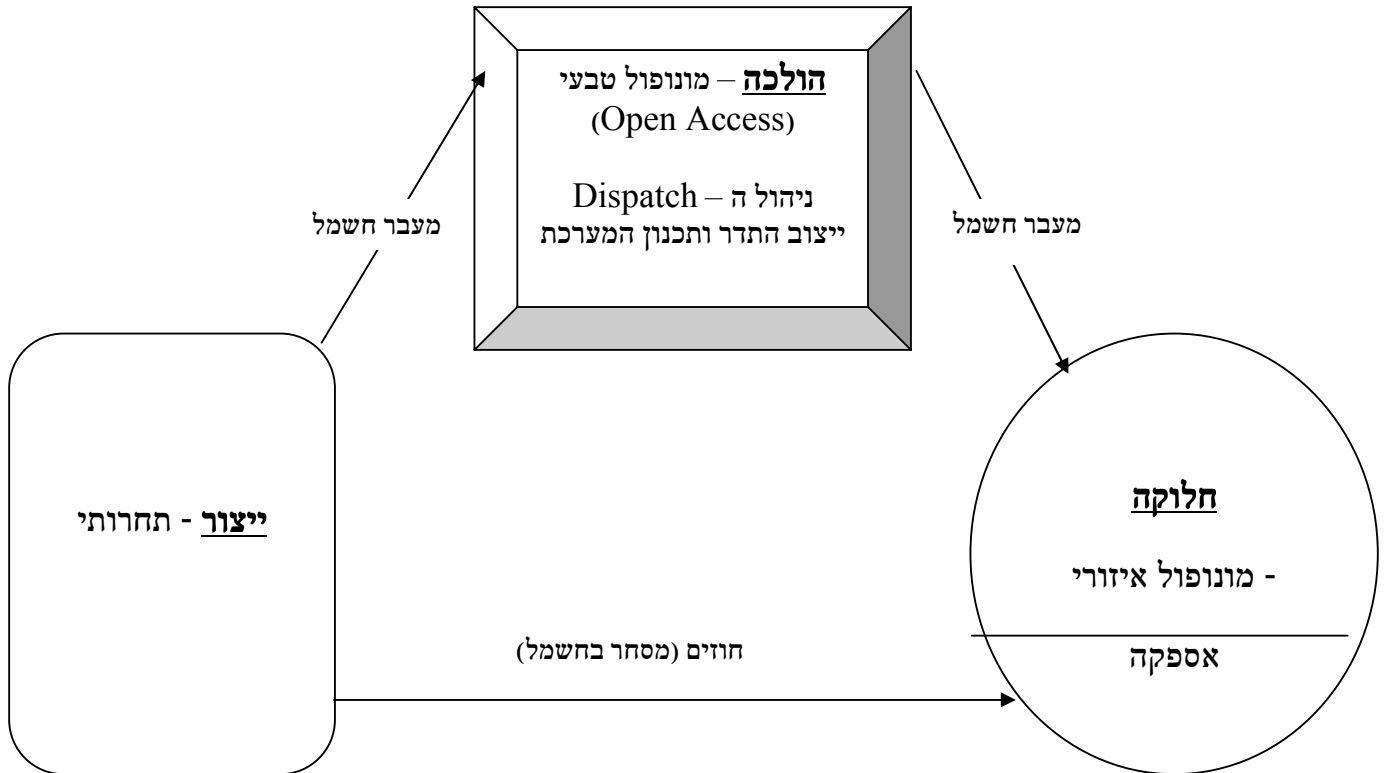 הולכה – מונופול טבעי
(Open Access)
ניהול ה – Dispatch
ייצוב התדר ותכנון המערכת
מעבר חשמל
מעבר חשמל
ייצור - תחרותי
חלוקה
- מונופול איזורי
אספקה
חוזים (מסחר בחשמל)